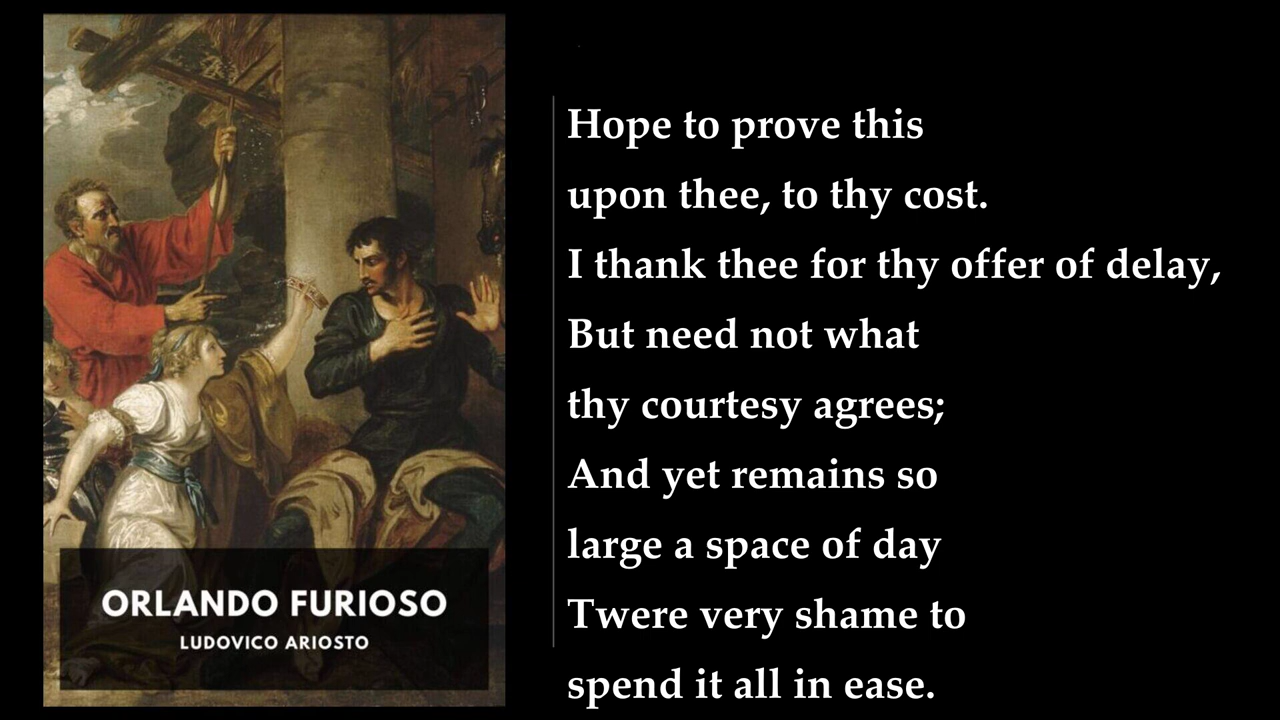 Hope to prove this
upon thee, to thy cost.
I thank thee for thy offer of delay,
But need not what
thy courtesy agrees;
And yet remains so
large a space of day
Twere very shame to
spend it all in ease.
ORLANDO FURIOSO
LUDOVICO ARIOSTO